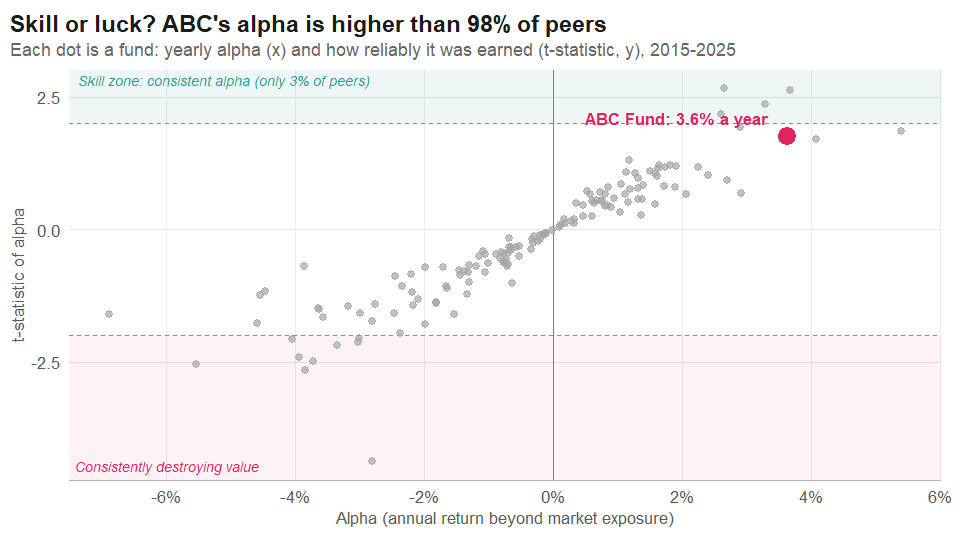 Skill or luck? ABC's alpha is higher than 98% of peers
Each dot is a fund: yearly alpha (x) and how reliably it was earned (t-statistic, y), 2015-2025
Skill zone: consistent alpha (only 3% of peers)
2.5
ABC Fund: 3.6% a year
t-statistic of alpha
0.0
-2.5
Consistently destroying value
-6%
-4%
-2%
0%
2%
4%
6%
Alpha (annual return beyond market exposure)